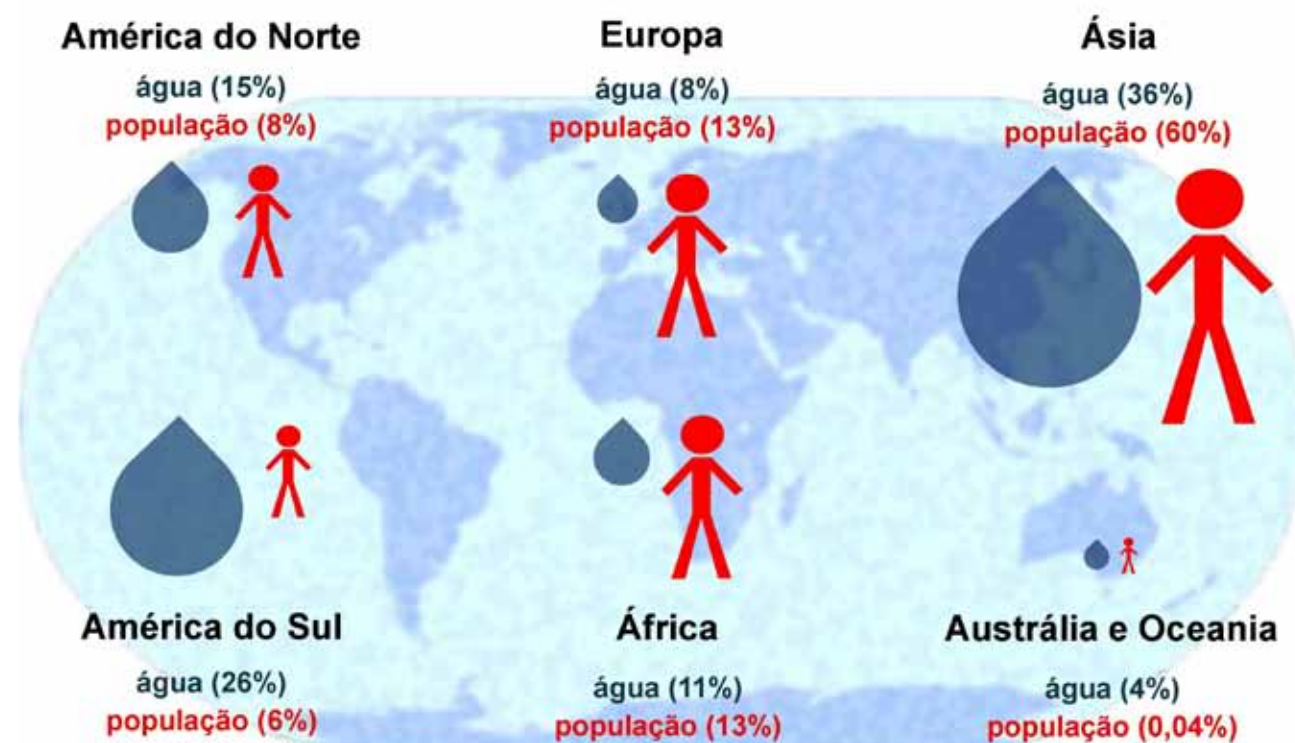 América do Norte
água (15%)
população (8%)
Europa
água (8%)
população (13%)
Ásia
água (36%)
população (60%)
América do Sul
água (26%)
população (6%)
África
água (11%)
população (13%)
Austrália e Oceania
água (4%)
população (0,04%)